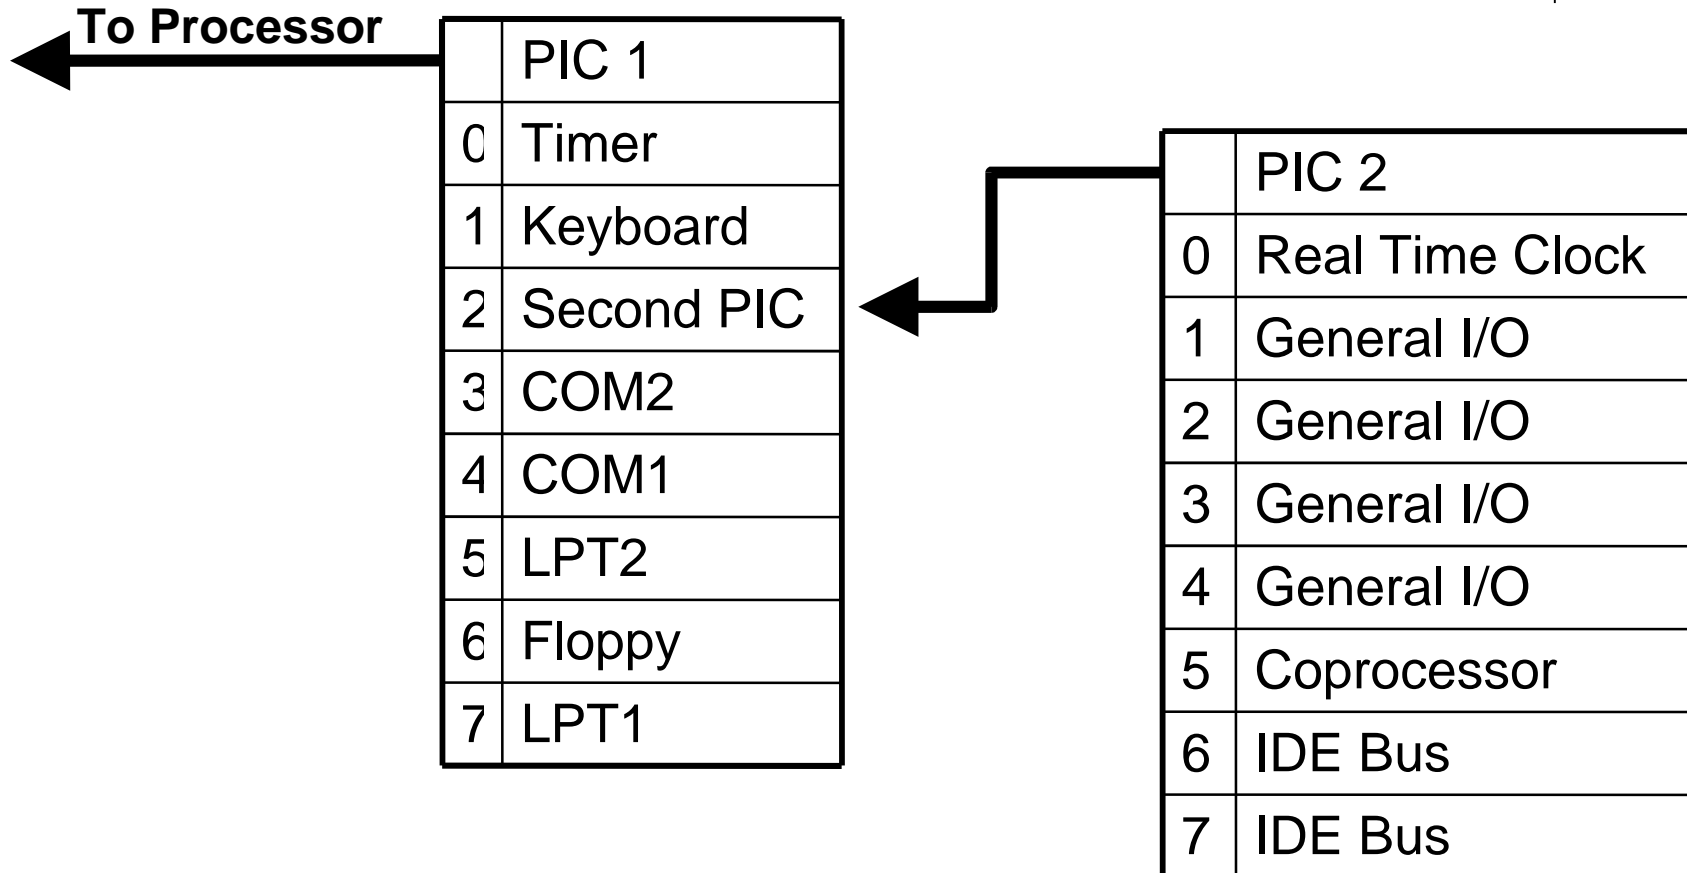 To Processor
PIC 1
0 Timer
1 Keyboard
2 Second PIC
3 COM2
4 COM1
5 LPT2
6 Floppy
7 LPT1
PIC 2
0 Real Time Clock
1 General I/O
2 General I/O
3 General I/O
4 General I/O
5 Coprocessor
6 IDE Bus
7 IDE Bus